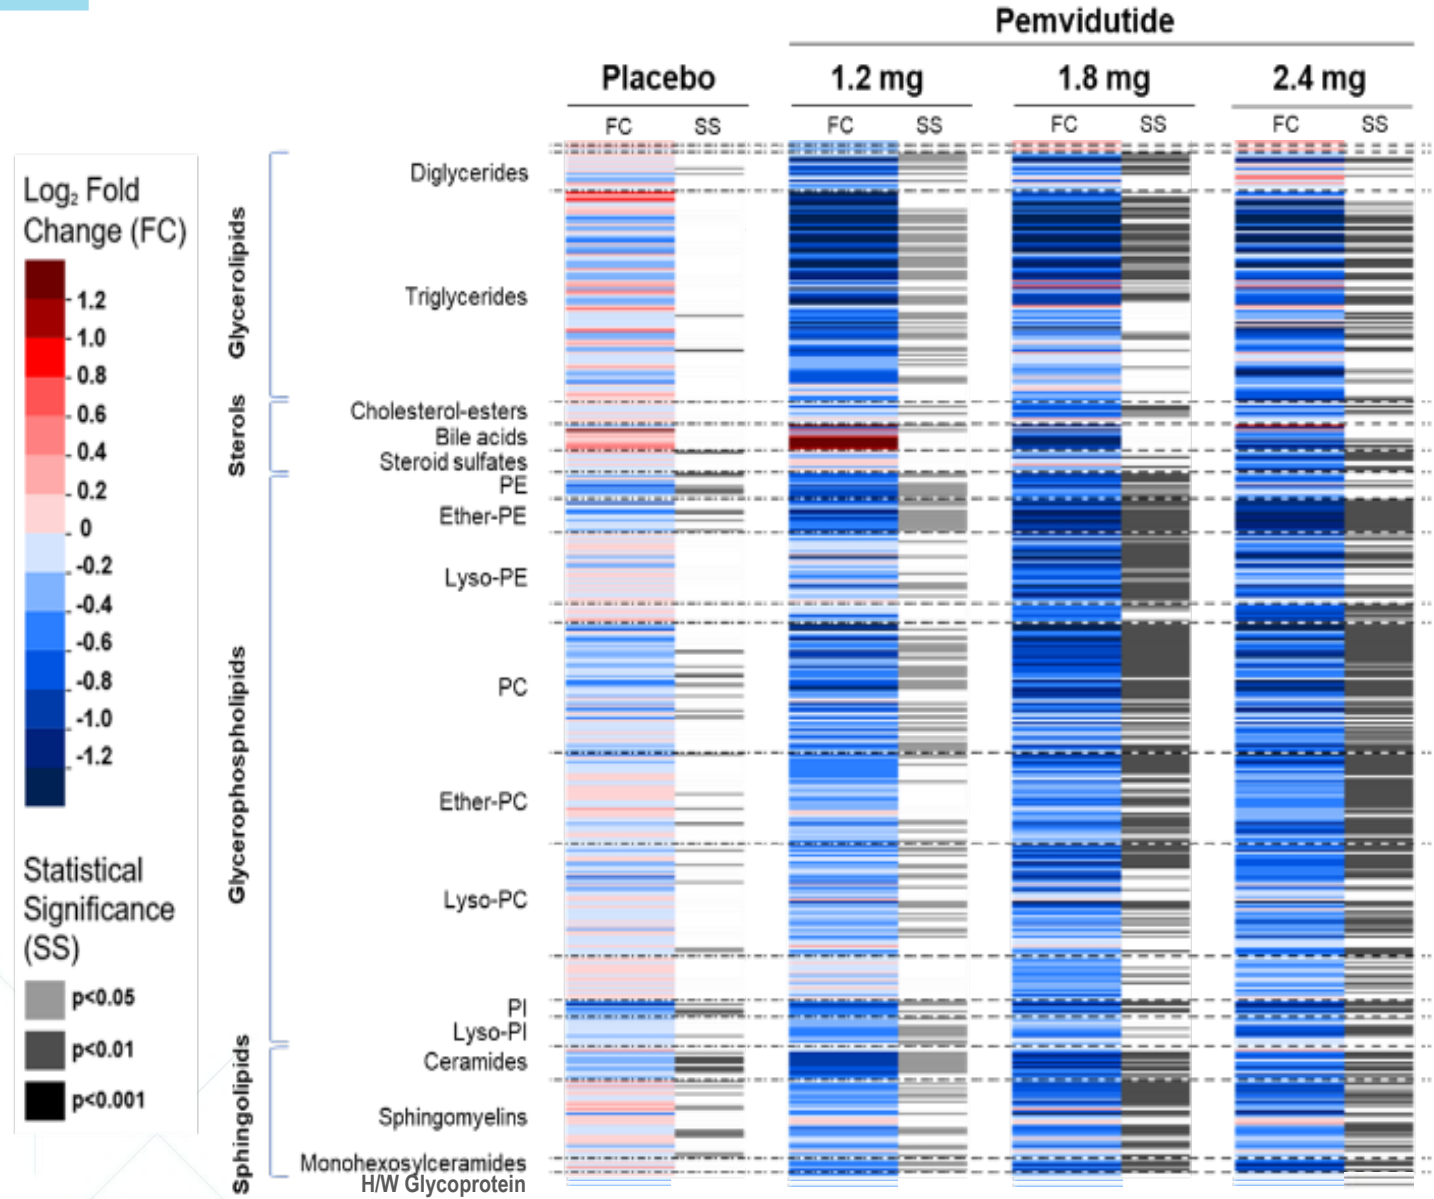 Pemvidutide
Placebo
1.2 mg
1.8 mg
2.4 mg
FC SS FC SS FC SS FC SS
Log₂ Fold
Change (FC)
1.2
1.0
0.8
0.6
0.4
0.2
0
-0.2
-0.4
-0.6
-0.8
-1.0
-1.2
Statistical
Significance
(SS)
p<0.05
p<0.01
p<0.001
Glycerolipids
Diglycerides
Triglycerides
Sterols
Cholesterol-esters
Bile acids
Steroid sulfates
Glycerophospholipids
PE
Ether-PE
Lyso-PE
PC
Ether-PC
Lyso-PC
PI
Lyso-PI
Sphingolipids
Ceramides
Sphingomyelins
Monohexosylceramides
H/W Glycoprotein